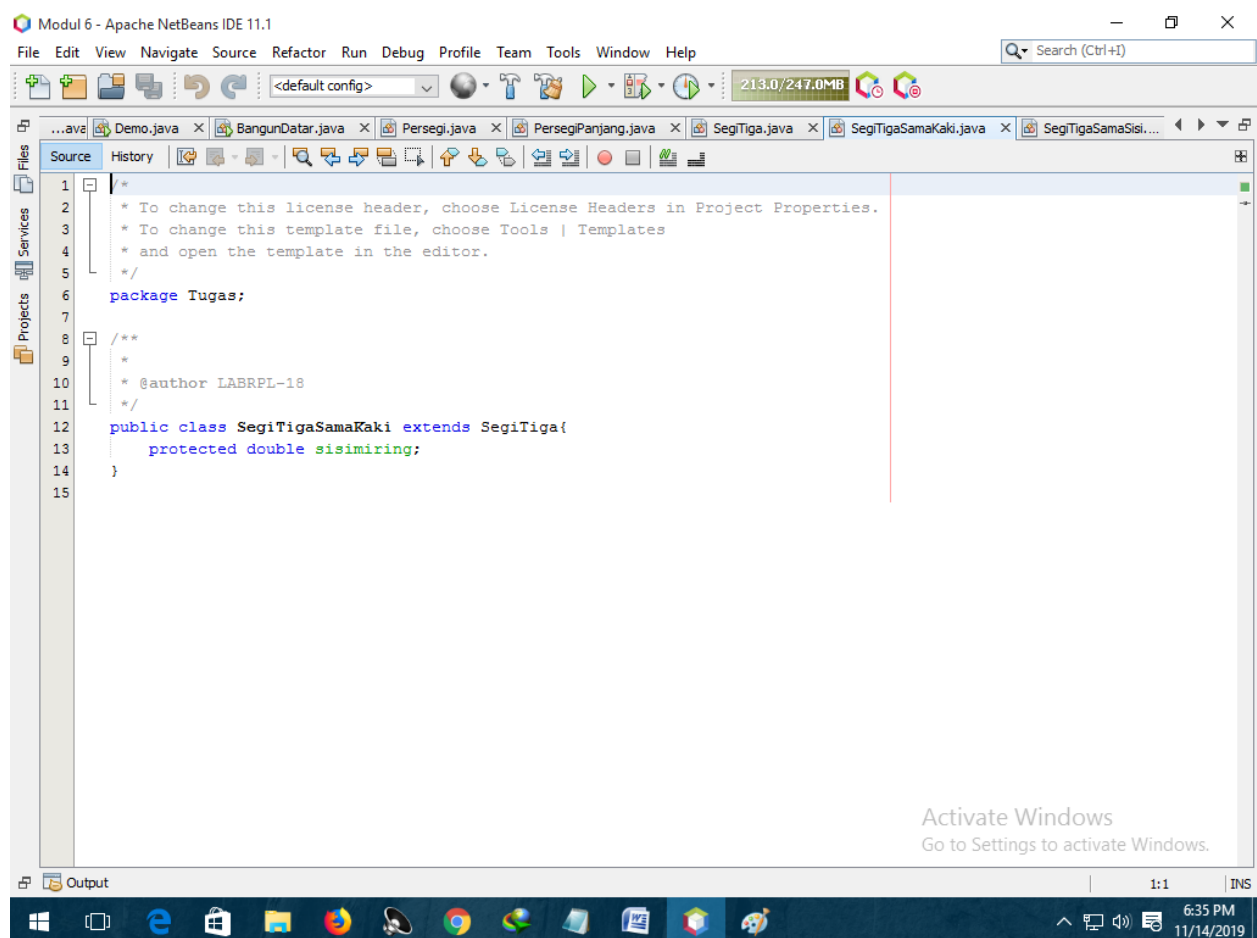 Modul 6 - Apache NetBeans IDE 11.1
File Edit View Navigate Source Refactor Run Debug Profile Team Tools Window Help
Search (Ctrl+I)
<default config>
213.0/247.0MB
...ava Demo.java BangunDatar.java Persegi.java PersegiPanjang.java SegiTiga.java SegiTigaSamaKaki.java SegiTigaSamaSisi....
Source History
Files
Services
Projects
1 /*
2 * To change this license header, choose License Headers in Project Properties.
3 * To change this template file, choose Tools | Templates
4 * and open the template in the editor.
5 */
6 package Tugas;
7
8 /**
9 *
10 * @author LABRPL-18
11 */
12 public class SegiTigaSamaKaki extends SegiTiga{
13 protected double sisimiring;
14 }
15
Activate Windows
Go to Settings to activate Windows.
Output
1:1 INS
6:35 PM
11/14/2019